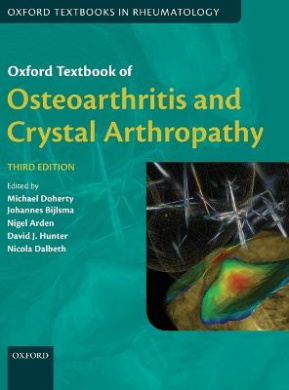 OXFORD TEXTBOOKS IN RHEUMATOLOGY
Oxford Textbook of
Osteoarthritis and
Crystal Arthropathy
THIRD EDITION
Edited by
Michael Doherty
Johannes Bijlsma
Nigel Arden
David J. Hunter
Nicola Dalbeth
OXFORD